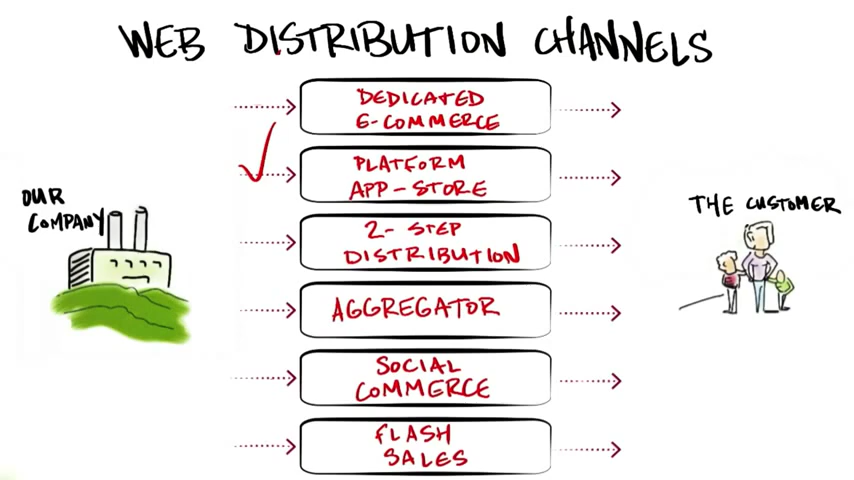 WEB DISTRIBUTION CHANNELS
DEDICATED
E-COMMERCE
PLATFORM
APP-STORE
OUR
COMPANY
THE CUSTOMER
2-STEP
DISTRIBUTION
AGGREGATOR
SOCIAL
COMMERCE
FLASH
SALES